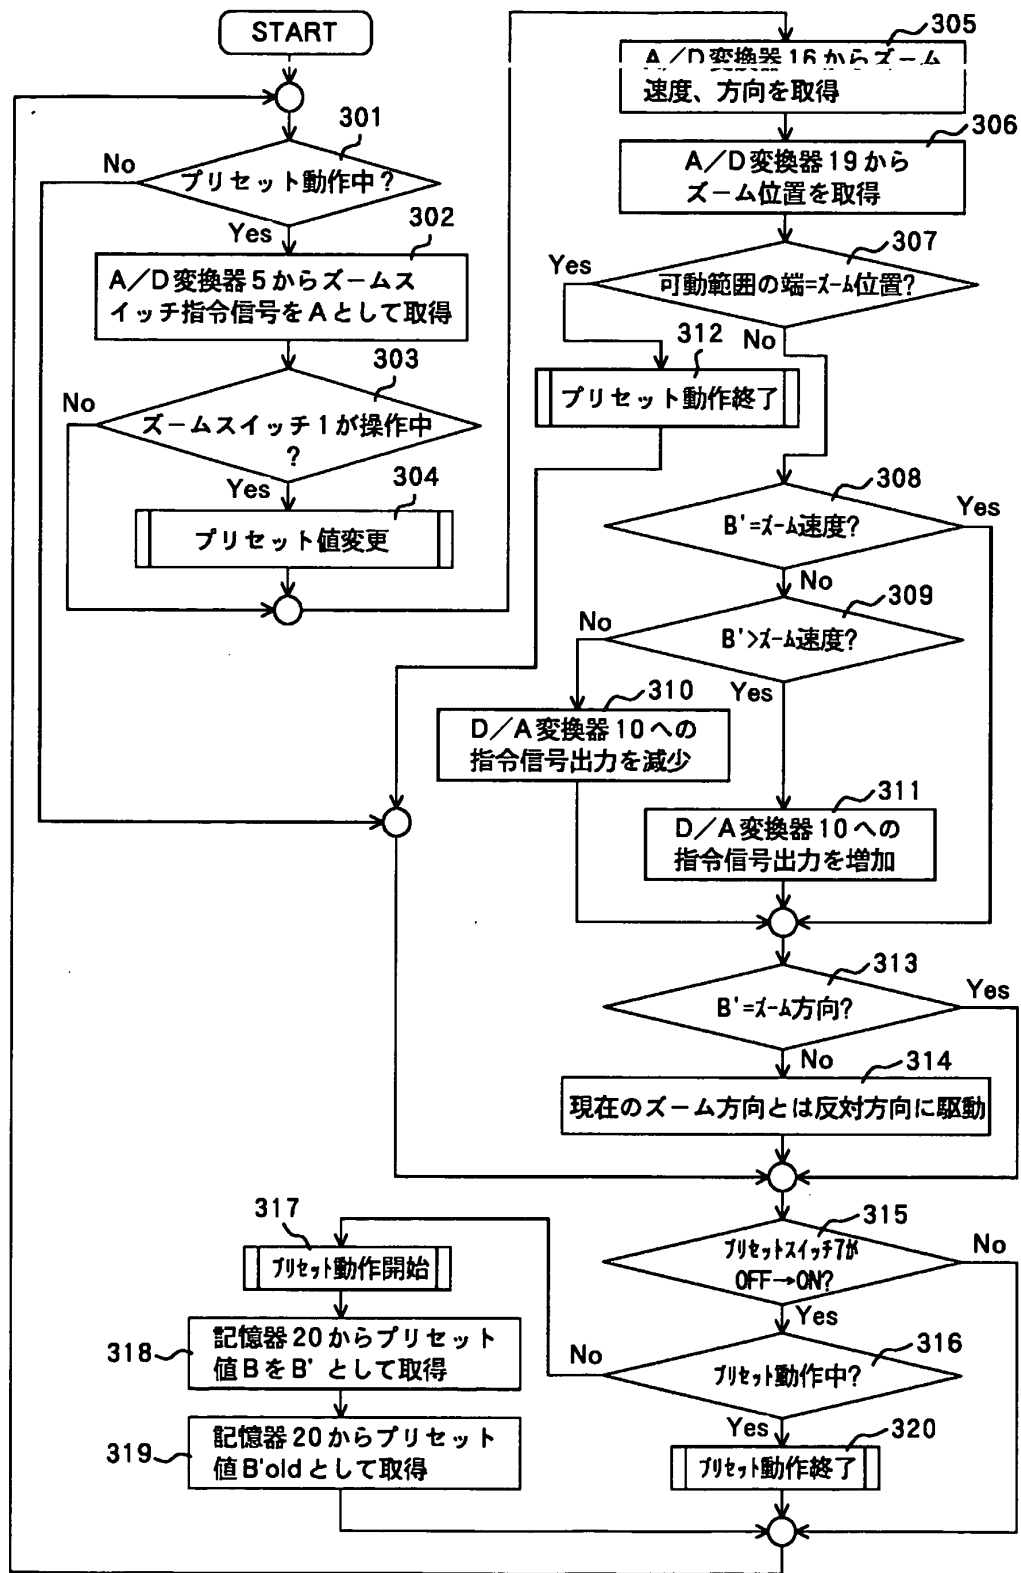 START
301
プリセット動作中？
No
Yes
302
A／D変換器5からズームス
イッチ指令信号をAとして取得
303
No
ズームスイッチ1が操作中
？
Yes
304
プリセット値変更
305
A／D変換器16からズーム
速度、方向を取得
306
A／D変換器19から
ズーム位置を取得
307
Yes
可動範囲の端=ズーム位置?
No
312
プリセット動作終了
308
Yes
B'=ズーム速度?
No
309
No
B'>ズーム速度?
Yes
310
D／A変換器10への
指令信号出力を減少
311
D／A変換器10への
指令信号出力を増加
313
Yes
B'=ズーム方向?
No
314
現在のズーム方向とは反対方向に駆動
315
プリセットスイッチ7が
OFF→ON?
No
Yes
316
No
プリセット動作中?
Yes
320
プリセット動作終了
317
プリセット動作開始
318
記憶器20からプリセット
値BをB'として取得
319
記憶器20からプリセット
値B'oldとして取得